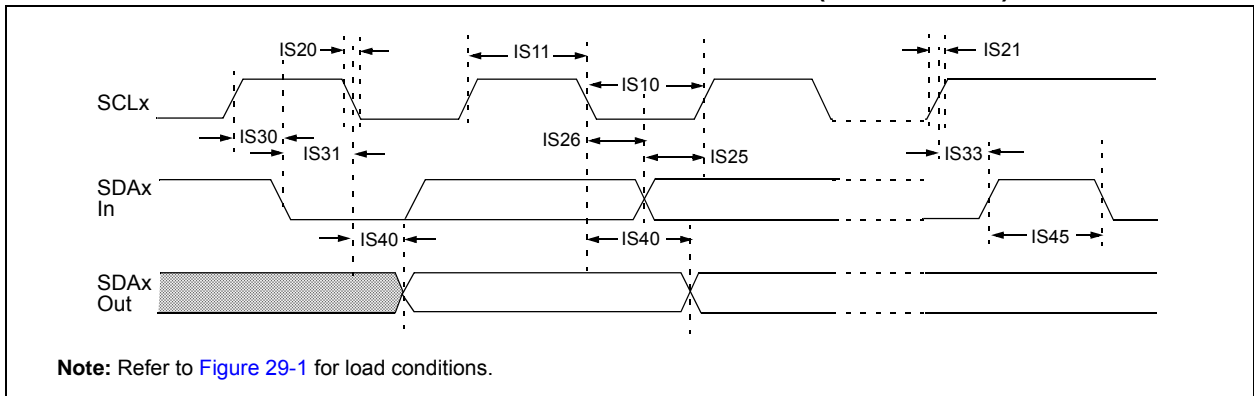 IS20
IS11
IS10
IS21
SCLx
IS30
IS31
IS26
IS25
IS33
SDAx
In
IS40
IS40
IS45
SDAx
Out
Note: Refer to Figure 29-1 for load conditions.